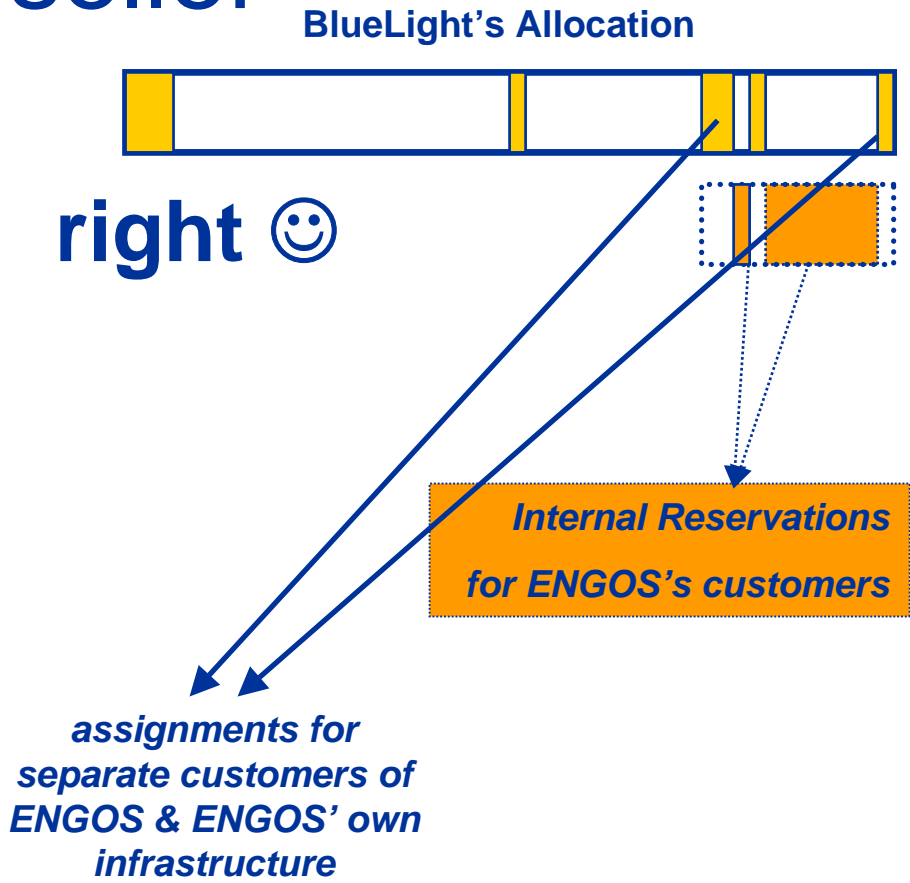 BlueLight's Allocation
right ☺
Internal Reservations
for ENGOS's customers
assignments for
separate customers of
ENGOS & ENGOS' own
infrastructure